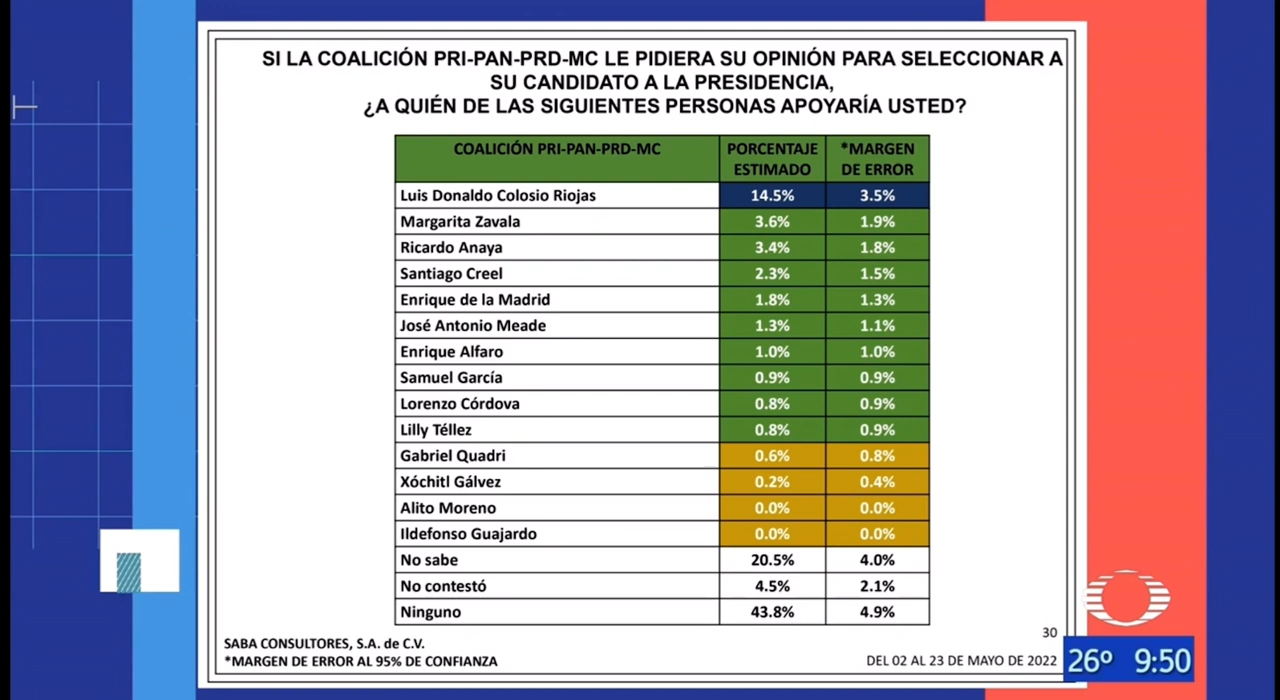 SI LA COALICIÓN PRI-PAN-PRD-MC LE PIDIERA SU OPINIÓN PARA SELECCIONAR A
SU CANDIDATO A LA PRESIDENCIA,
¿A QUIÉN DE LAS SIGUIENTES PERSONAS APOYARÍA USTED?
COALICIÓN PRI-PAN-PRD-MC PORCENTAJE ESTIMADO *MARGEN DE ERROR
Luis Donaldo Colosio Riojas 14.5% 3.5%
Margarita Zavala 3.6% 1.9%
Ricardo Anaya 3.4% 1.8%
Santiago Creel 2.3% 1.5%
Enrique de la Madrid 1.8% 1.3%
José Antonio Meade 1.3% 1.1%
Enrique Alfaro 1.0% 1.0%
Samuel García 0.9% 0.9%
Lorenzo Córdova 0.8% 0.9%
Lilly Téllez 0.8% 0.9%
Gabriel Quadri 0.6% 0.8%
Xóchitl Gálvez 0.2% 0.4%
Alito Moreno 0.0% 0.0%
Ildefonso Guajardo 0.0% 0.0%
No sabe 20.5% 4.0%
No contestó 4.5% 2.1%
Ninguno 43.8% 4.9%
30
SABA CONSULTORES, S.A. de C.V.
*MARGEN DE ERROR AL 95% DE CONFIANZA
DEL 02 AL 23 DE MAYO DE 2022
26º 9:50